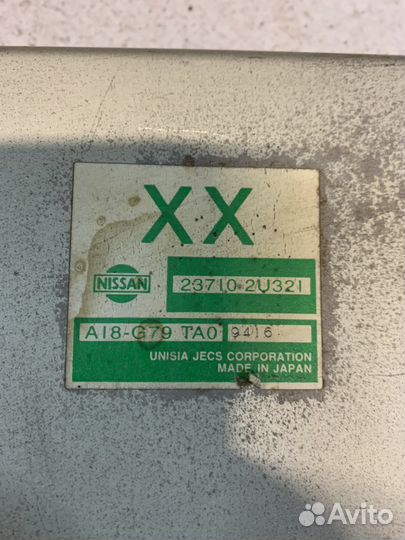 XX
NISSAN
23710 2U321
A18-G79 TA0 9416
UNISIA JECS CORPORATION
MADE IN JAPAN
Avito